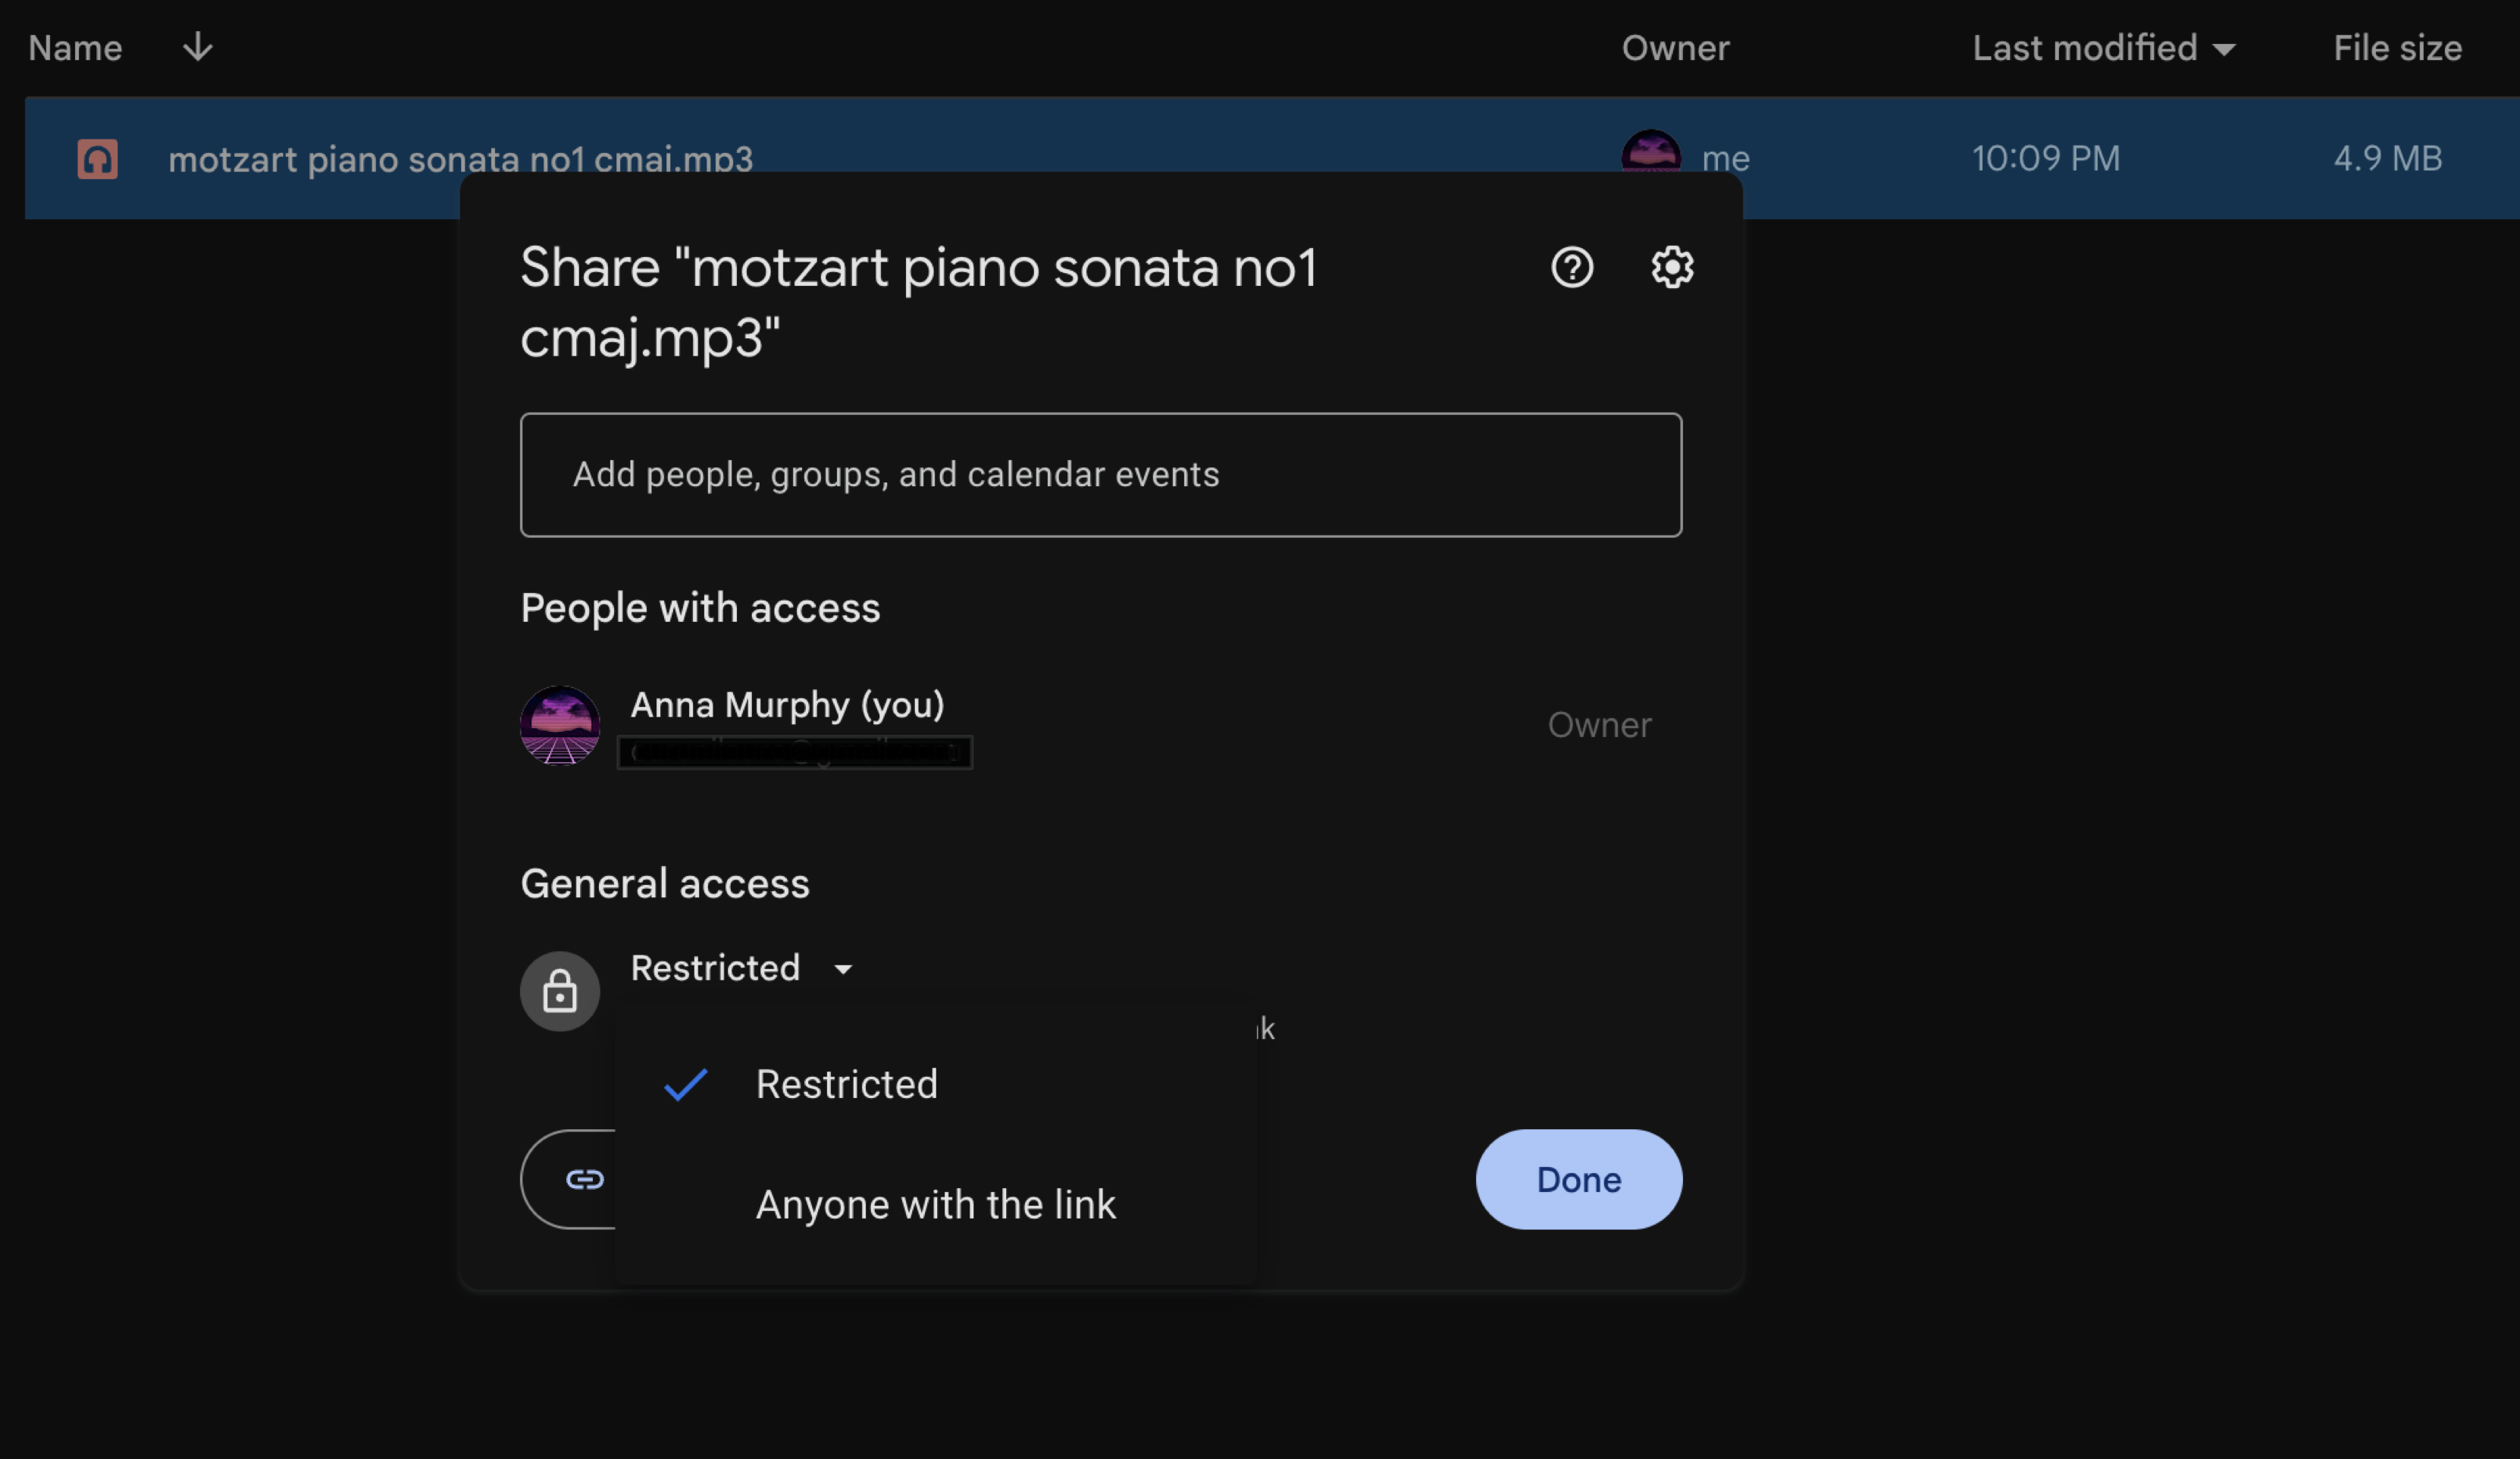 Name
Owner
Last modified
File size
motzart piano sonata no1 cmaj.mp3
me
10:09 PM
4.9 MB
Share "motzart piano sonata no1
cmaj.mp3"
Add people, groups, and calendar events
People with access
Anna Murphy (you)
Owner
General access
Restricted
Restricted
Anyone with the link
Done